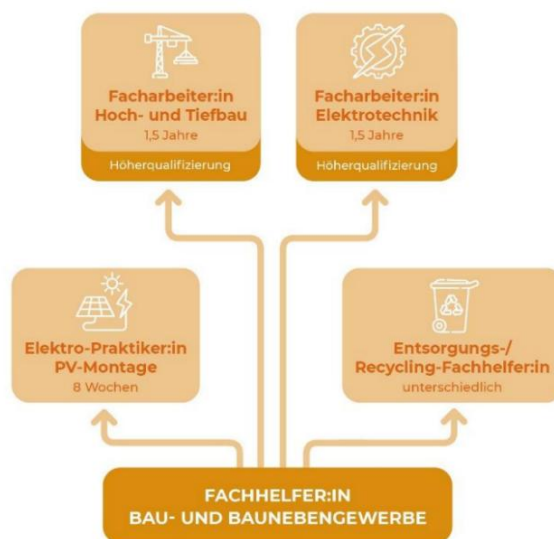 Facharbeiter:in
Hoch- und Tiefbau
1,5 Jahre
Höherqualifizierung
Facharbeiter:in
Elektrotechnik
1,5 Jahre
Höherqualifizierung
Elektro-Praktiker:in
PV-Montage
8 Wochen
Entsorgungs-/
Recycling-Fachhelfer:in
unterschiedlich
FACHHELFER:IN
BAU- UND BAUNEBENGEWERBE